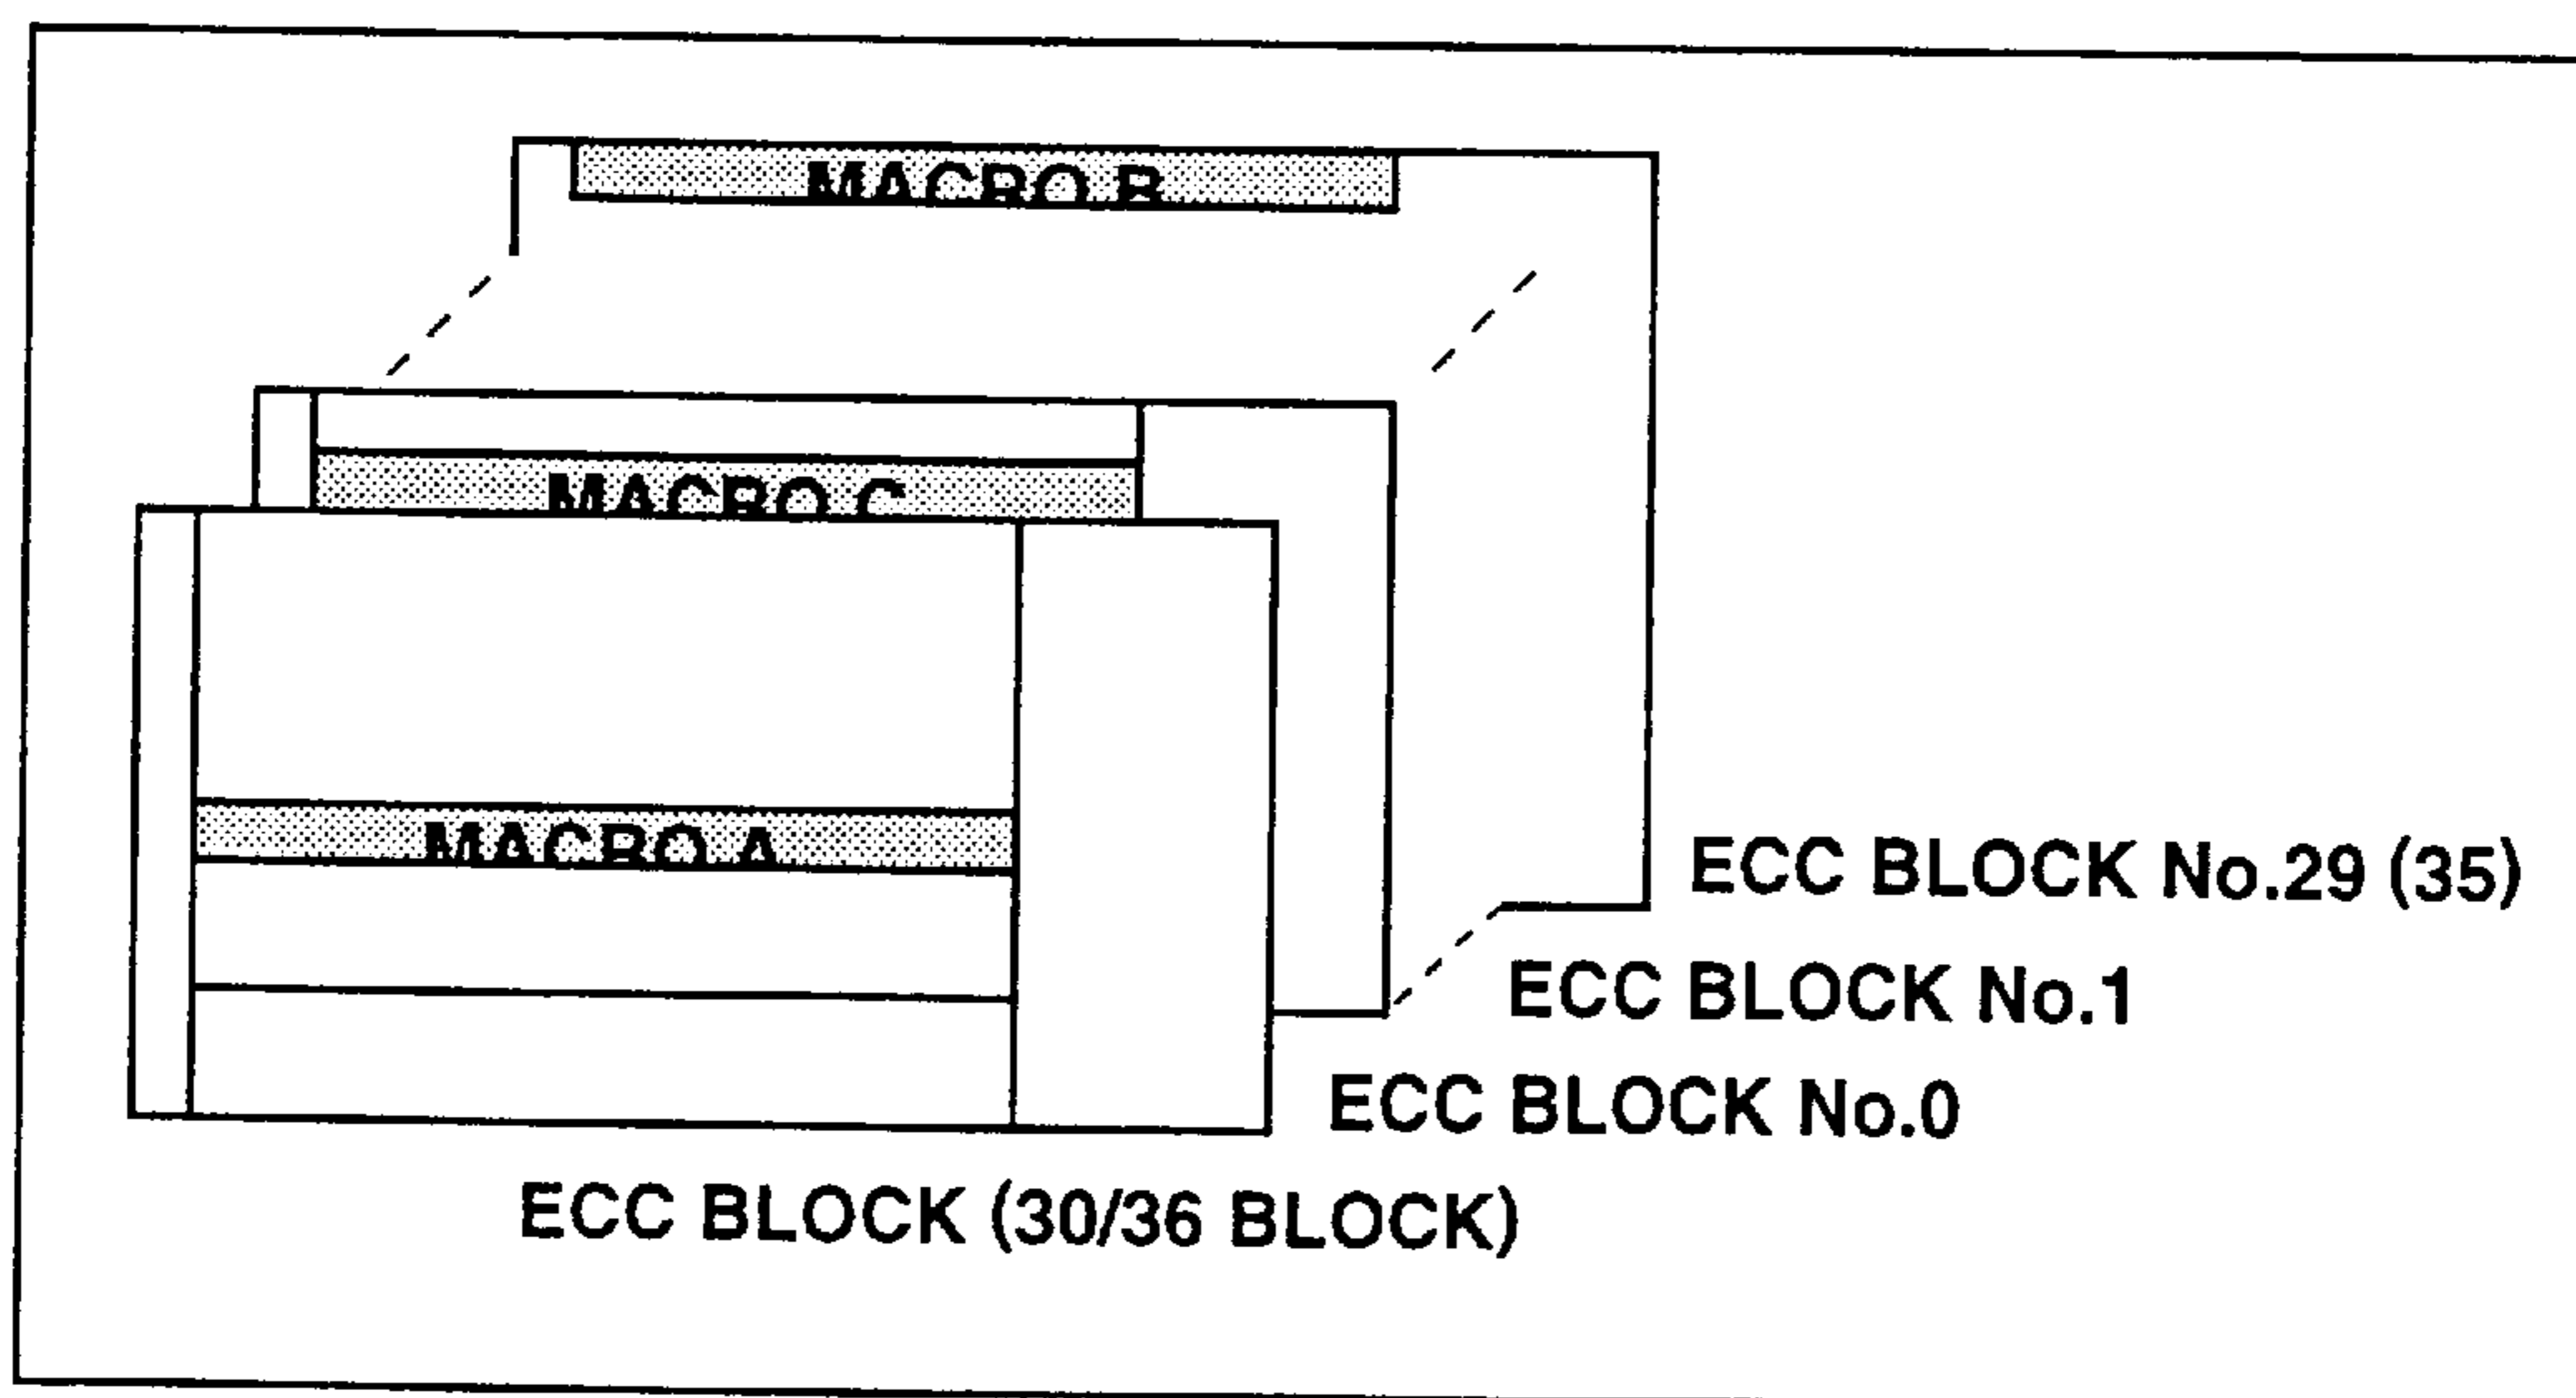 MACRO B
MACRO C
MACRO A
ECC BLOCK No.29 (35)
ECC BLOCK No.1
ECC BLOCK No.0
ECC BLOCK (30/36 BLOCK)